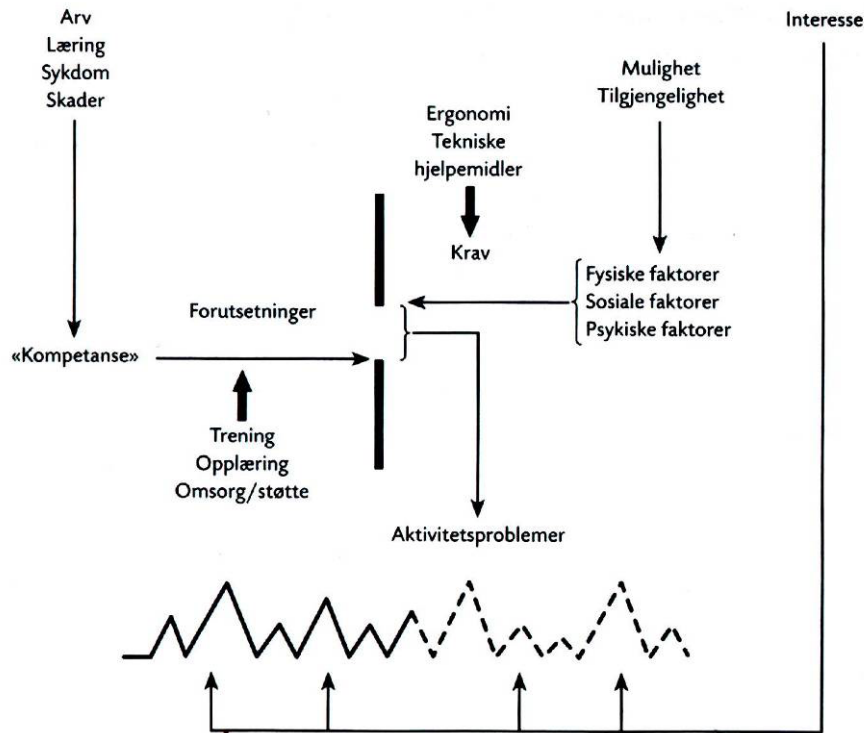 Arv
Læring
Sykdom
Skader
Interesse
Mulighet
Tilgjengelighet
Ergonomi
Tekniske
hjelpemidler
Krav
Fysiske faktorer
Sosiale faktorer
Psykiske faktorer
Forutsetninger
«Kompetanse»
Trening
Opplæring
Omsorg/støtte
Aktivitetsproblemer